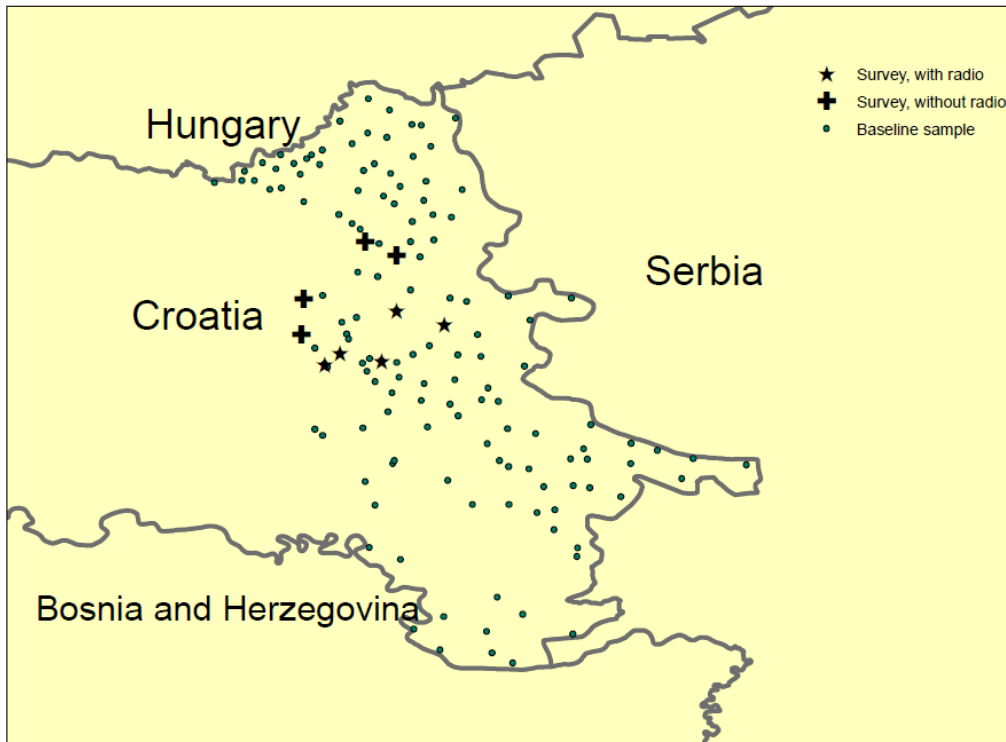 Survey, with radio
Survey, without radio
Baseline sample
Hungary
Serbia
Croatia
Bosnia and Herzegovina